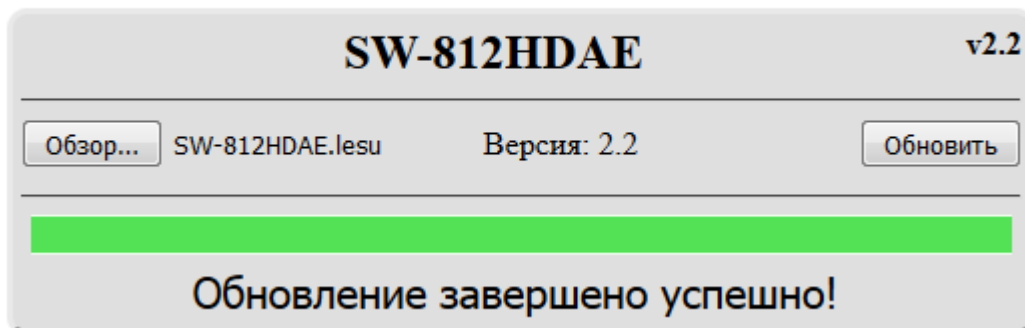 SW-812HDAE v2.2
Обзор... SW-812HDAE.lesu Версия: 2.2 Обновить
Обновление завершено успешно!